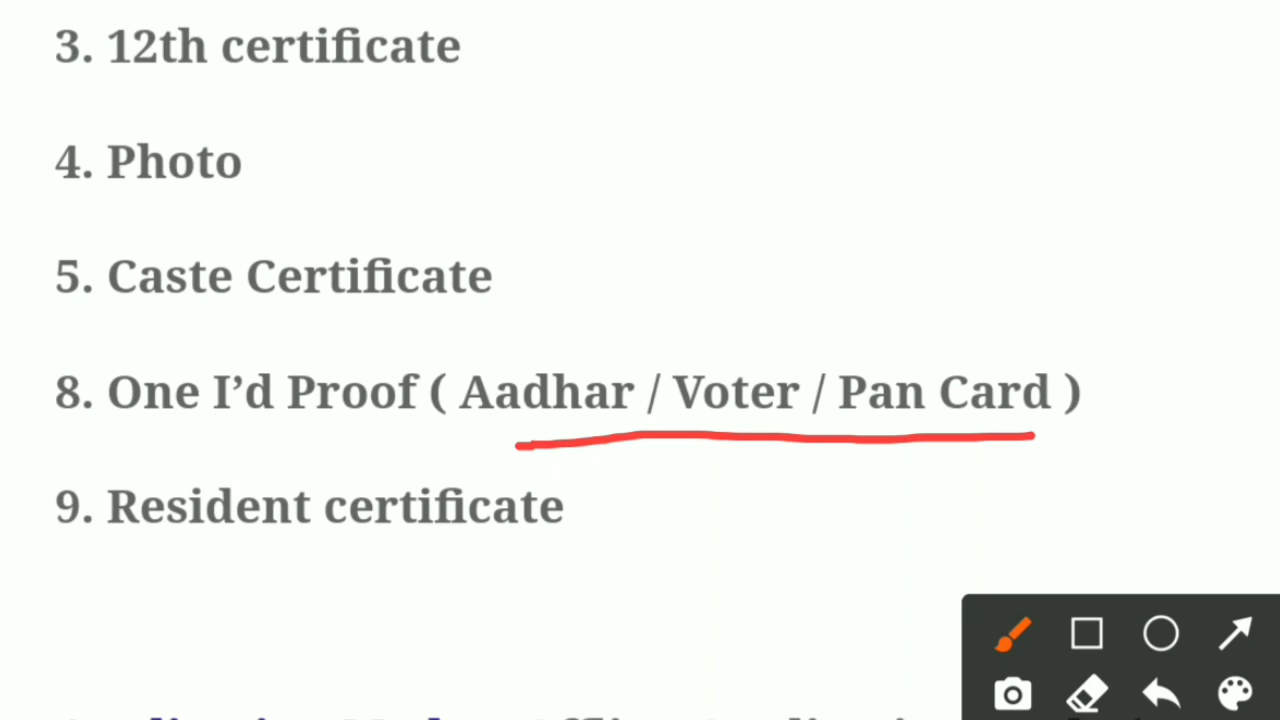 3. 12th certificate
4. Photo
5. Caste Certificate
8. One I’d Proof ( Aadhar / Voter / Pan Card )
9. Resident certificate